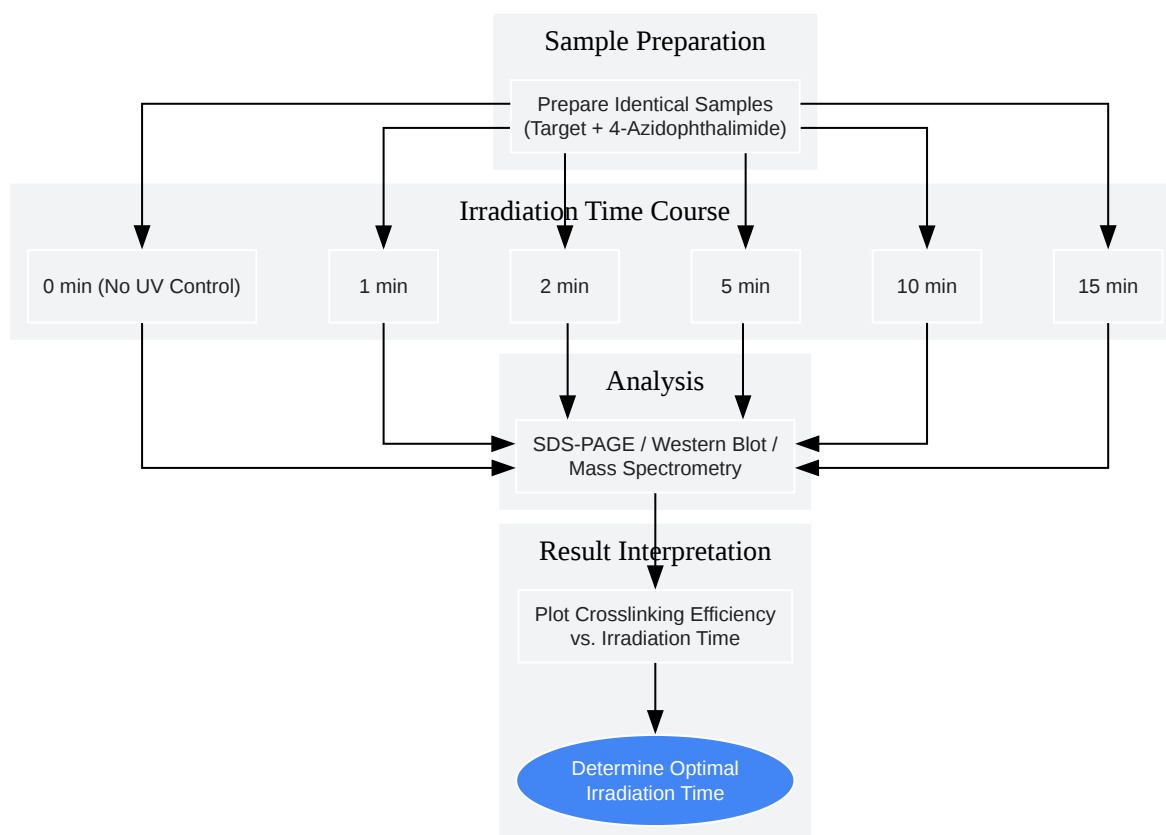 Sample Preparation
Prepare Identical Samples
(Target + 4-Azidophthalimide)
Irradiation Time Course
0 min (No UV Control)
1 min
2 min
5 min
10 min
15 min
Analysis
SDS-PAGE / Western Blot /
Mass Spectrometry
Result Interpretation
Plot Crosslinking Efficiency
vs. Irradiation Time
Determine Optimal
Irradiation Time